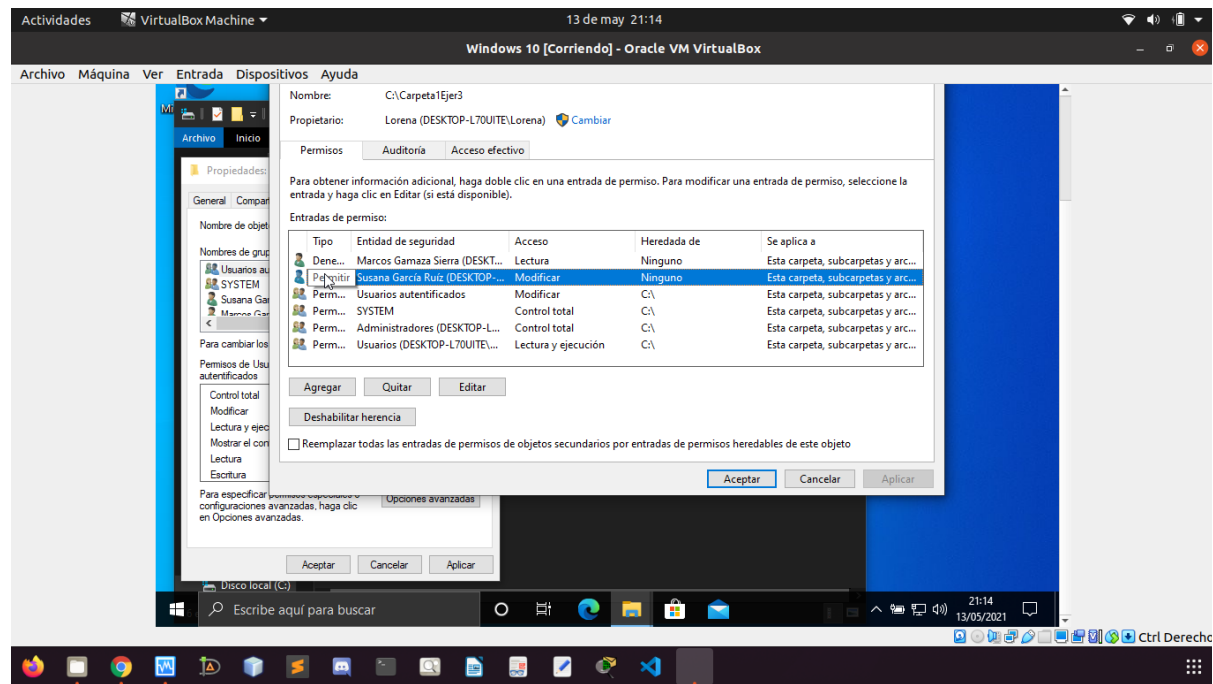 Actividades VirtualBox Machine 13 de may 21:14
Windows 10 [Corriendo] - Oracle VM VirtualBox
Archivo Máquina Ver Entrada Dispositivos Ayuda
Nombre: C:\Carpeta1Ejer3
Propietario: Lorena (DESKTOP-L70UITE\Lorena) Cambiar
Archivo Inicio
Permisos Auditoría Acceso efectivo
Propiedades:
Para obtener información adicional, haga doble clic en una entrada de permiso. Para modificar una entrada de permiso, seleccione la
entrada y haga clic en Editar (si está disponible).
General Compar
Entradas de permiso:
Nombre de objet
Tipo Entidad de seguridad Acceso Heredada de Se aplica a
Nombres de grup
Dene... Marcos Gamaza Sierra (DESKT... Lectura Ninguno Esta carpeta, subcarpetas y arc...
Usuarios au
Permitir Susana García Ruíz (DESKTOP-... Modificar Ninguno Esta carpeta, subcarpetas y arc...
SYSTEM
Perm... Usuarios autentificados Modificar C:\ Esta carpeta, subcarpetas y arc...
Susana Gar
Perm... SYSTEM Control total C:\ Esta carpeta, subcarpetas y arc...
Marcos Gam
Perm... Administradores (DESKTOP-L... Control total C:\ Esta carpeta, subcarpetas y arc...
Perm... Usuarios (DESKTOP-L70UITE\... Lectura y ejecución C:\ Esta carpeta, subcarpetas y arc...
Para cambiar los
Permisos de Usu
autentificados
Agregar Quitar Editar
Control total
Modificar
Deshabilitar herencia
Lectura y ejec
Mostrar el con
Reemplazar todas las entradas de permisos de objetos secundarios por entradas de permisos heredables de este objeto
Lectura
Escritura
Aceptar Cancelar Aplicar
Para especificar permisos especiales o
configuraciones avanzadas, haga clic
en Opciones avanzadas.
Opciones avanzadas
Aceptar Cancelar Aplicar
Disco local (C:)
Escribe aquí para buscar
21:14
13/05/2021
Ctrl Derecho